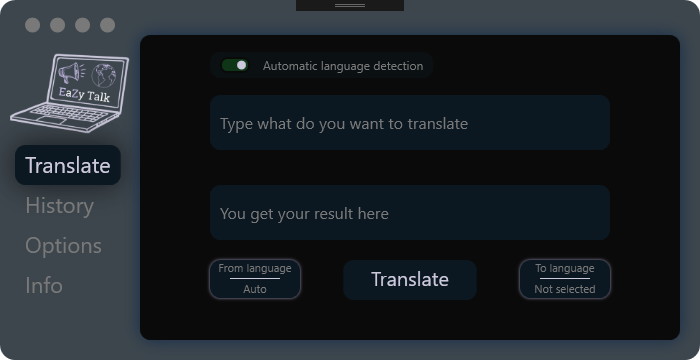 EaZy Talk
Translate
History
Options
Info
Automatic language detection
Type what do you want to translate
You get your result here
From language
Auto
Translate
To language
Not selected